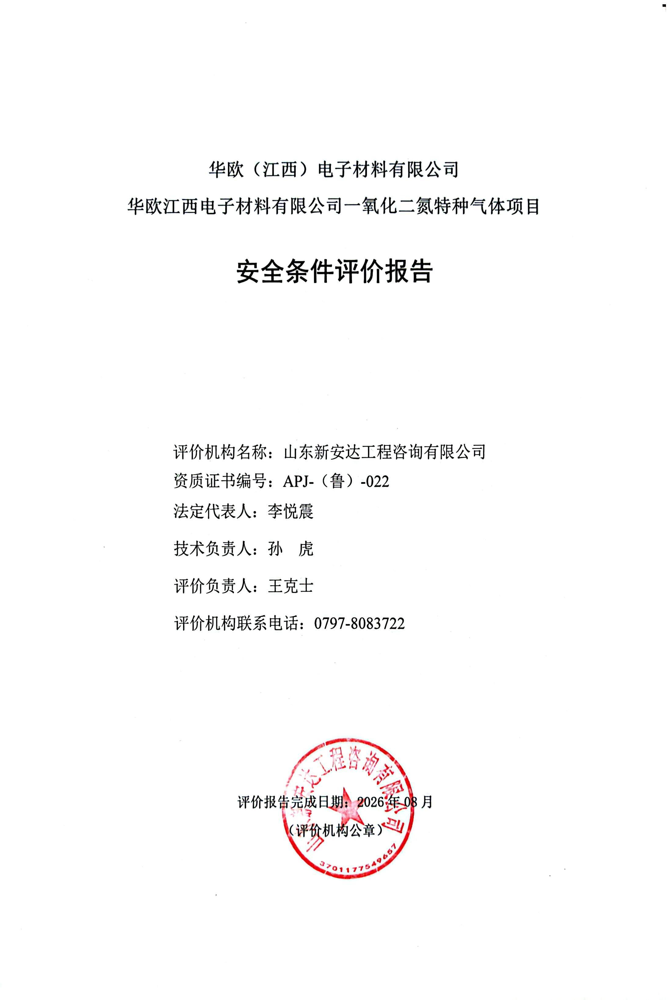 华欧（江西）电子材料有限公司
华欧江西电子材料有限公司一氧化二氮特种气体项目
安全条件评价报告
评价机构名称：山东新安达工程咨询有限公司
资质证书编号：APJ-（鲁）-022
法定代表人：李悦震
技术负责人：孙 虎
评价负责人：王克士
评价机构联系电话：0797-8083722
山东新安达工程咨询有限公司
评价报告完成日期：2026年08月
（评价机构公章）
3701177549657